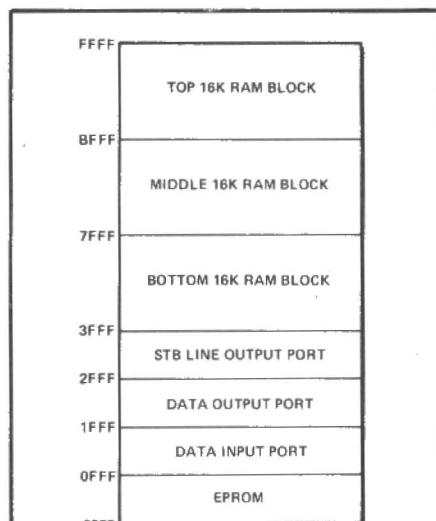 FFFF
TOP 16K RAM BLOCK
BFFF
MIDDLE 16K RAM BLOCK
7FFF
BOTTOM 16K RAM BLOCK
3FFF
STB LINE OUTPUT PORT
2FFF
DATA OUTPUT PORT
1FFF
DATA INPUT PORT
0FFF
EPROM